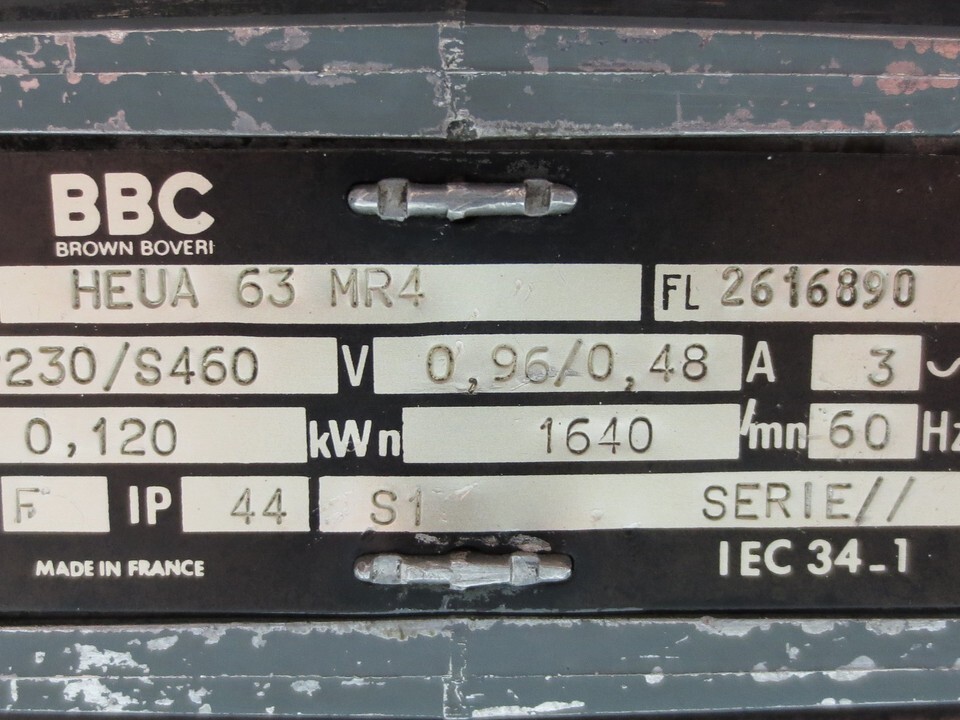 BBC
BROWN BOVERI
HEUA 63 MR4 FL 2616890
230/S460 V 0,96/0,48 A 3 ~
0,120 kW n 1640 /mn 60 Hz
F IP 44 S1 SERIE//
MADE IN FRANCE IEC 34-1